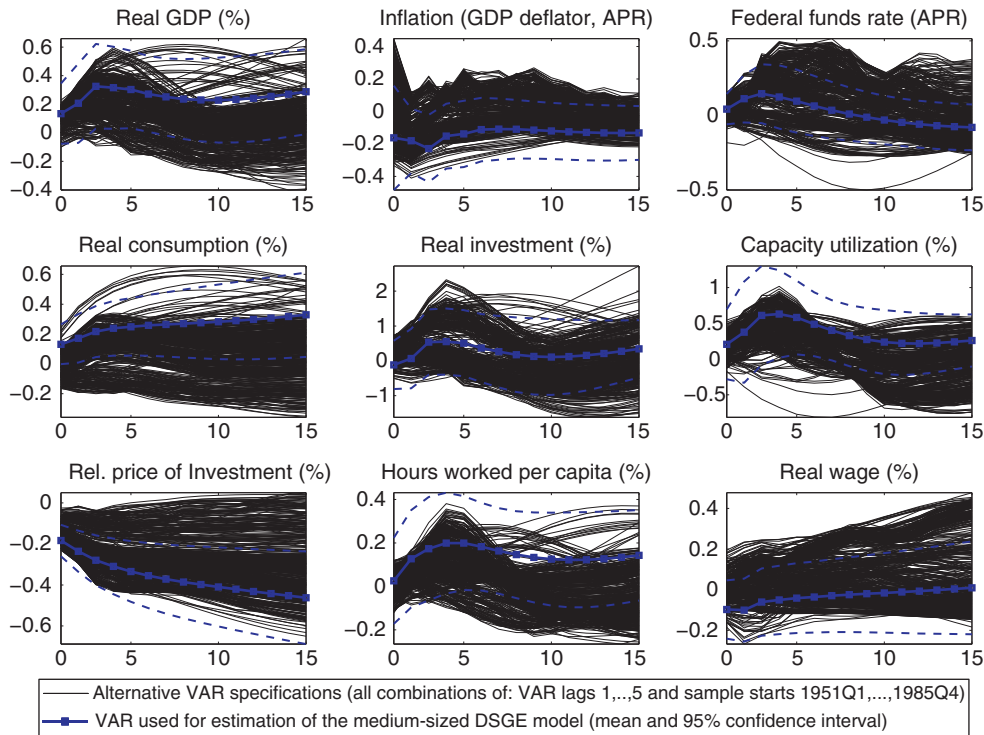 Real GDP (%)
Inflation (GDP deflator, APR)
Federal funds rate (APR)
0.6
0.4
0.2
0
−0.2
−0.4
0 5 10 15
0.4
0.2
0
−0.2
0.4
0 5 10 15
0.5
0
−0.5
0 5 10 15
Real consumption (%)
Real investment (%)
Capacity utilization (%)
0.6
0.4
0.2
0
−0.2
0 5 10 15
2
1
0
−1
0 5 10 15
1
0.5
0
−0.5
0 5 10 15
Rel. price of Investment (%)
Hours worked per capita (%)
Real wage (%)
0
−0.2
−0.4
−0.6
0 5 10 15
0.4
0.2
0
−0.2
0 5 10 15
0.4
0.2
0
−0.2
0 5 10 15
Alternative VAR specifications (all combinations of: VAR lags 1,..,5 and sample starts 1951Q1,...,1985Q4)
VAR used for estimation of the medium-sized DSGE model (mean and 95% confidence interval)